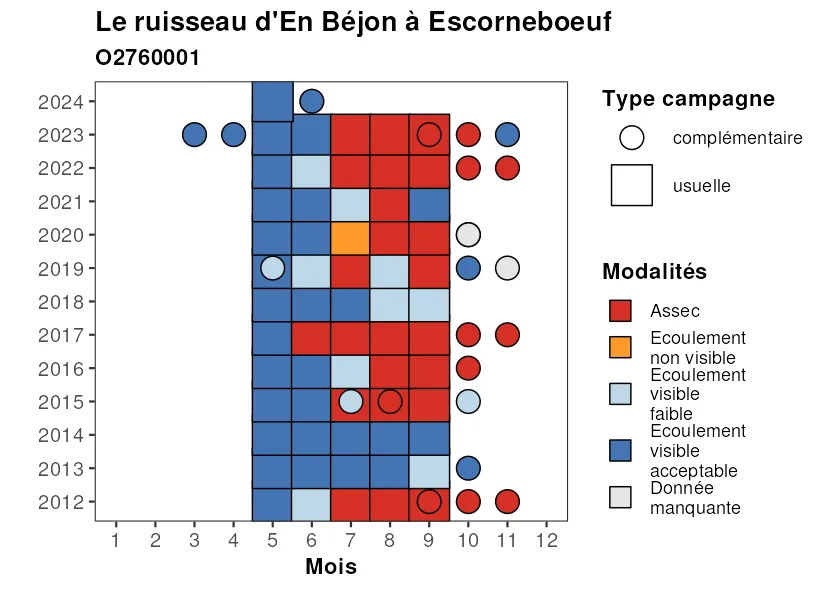 Le ruisseau d'En Béjon à Escorneboeuf
O2760001
2024
2023
2022
2021
2020
2019
2018
2017
2016
2015
2014
2013
2012
1 2 3 4 5 6 7 8 9 10 11 12
Mois
Type campagne
complémentaire
usuelle
Modalités
Assec
Ecoulement
non visible
Ecoulement
visible
faible
Ecoulement
visible
acceptable
Donnée
manquante